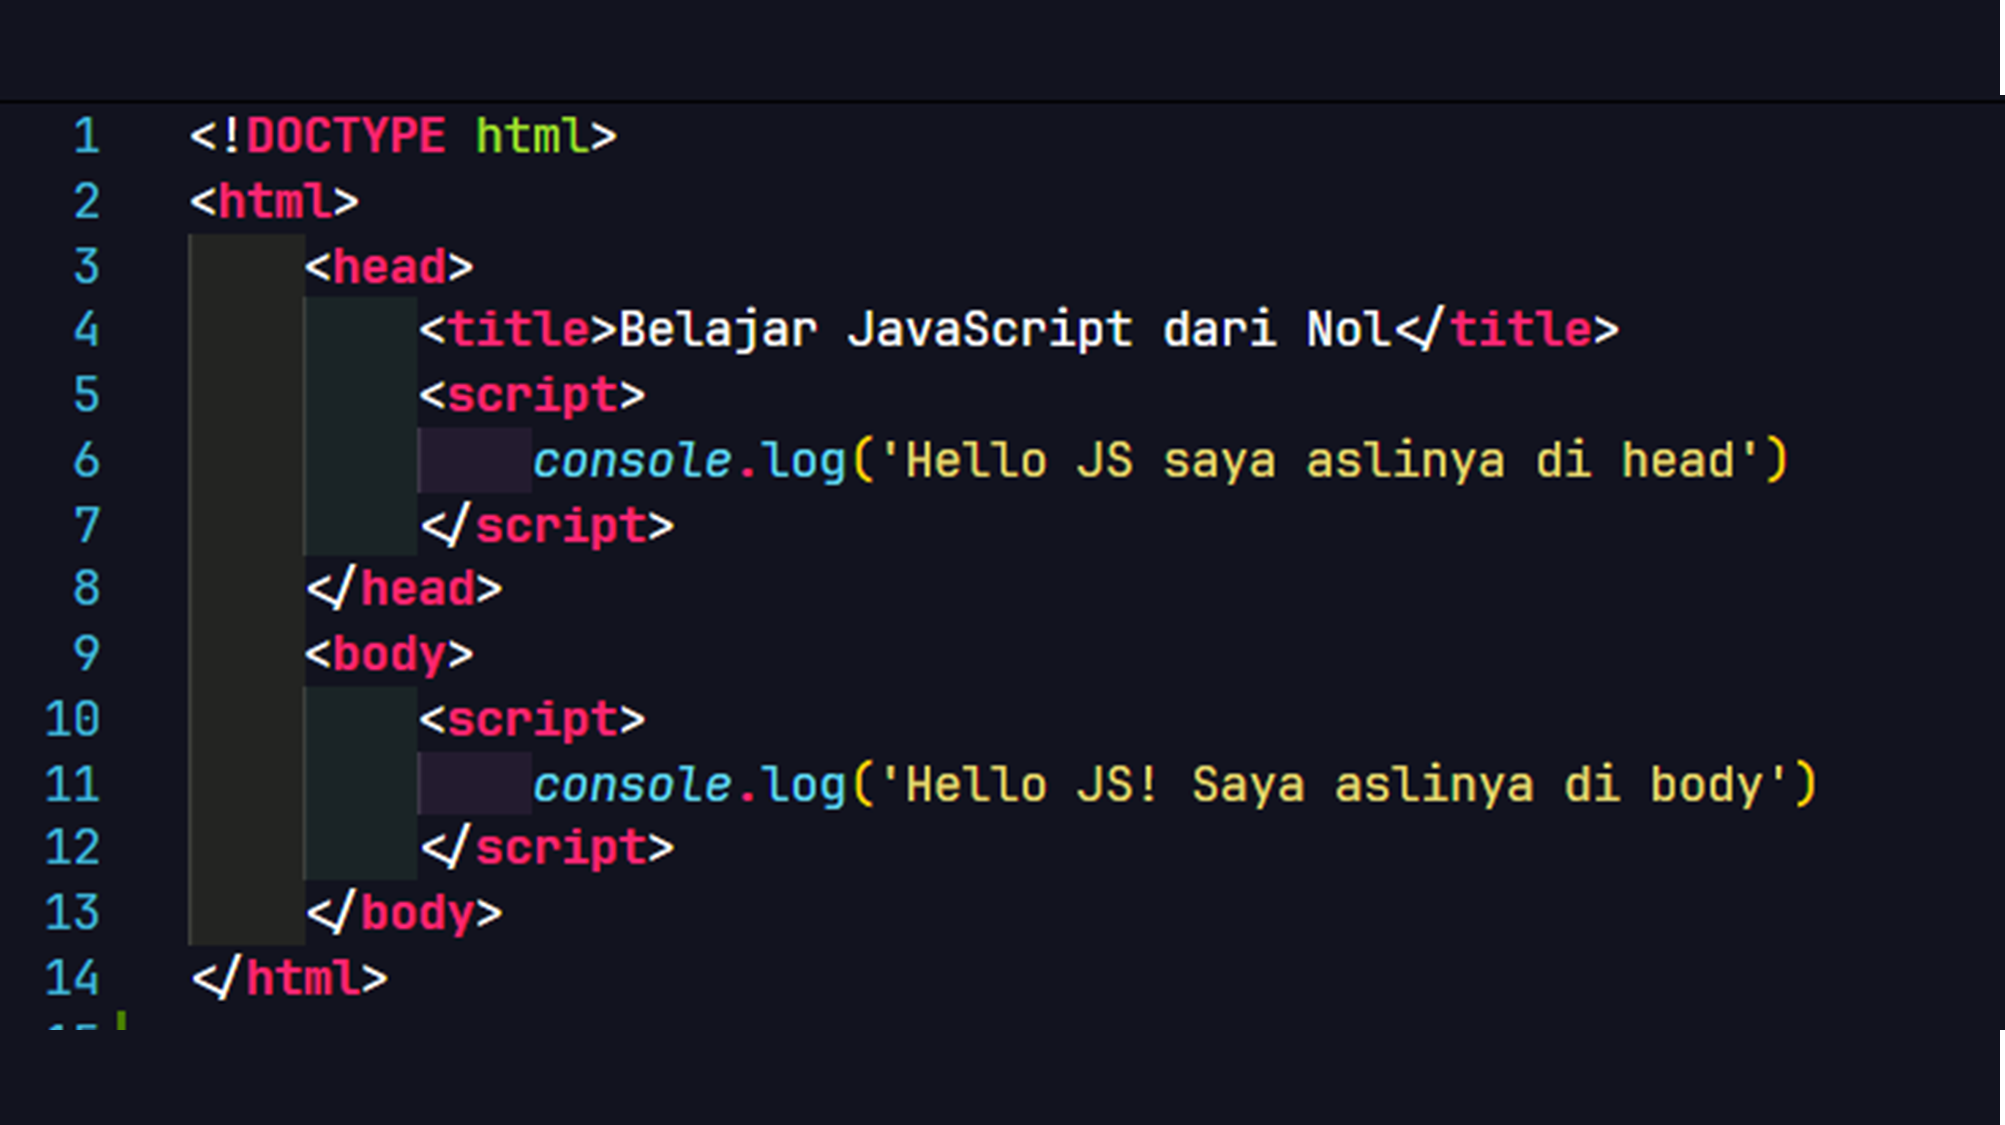 1 <!DOCTYPE html>
2 <html>
3 <head>
4 <title>Belajar JavaScript dari Nol</title>
5 <script>
6 console.log('Hello JS saya aslinya di head')
7 </script>
8 </head>
9 <body>
10 <script>
11 console.log('Hello JS! Saya aslinya di body')
12 </script>
13 </body>
14 </html>